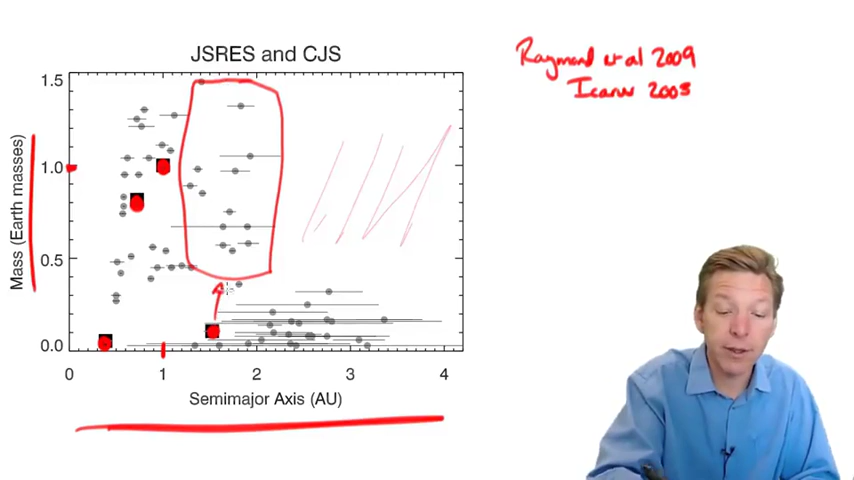 JSRES and CJS
Raymond et al 2009
Icarus 2003
1.5
1.0
0.5
0.0
Mass (Earth masses)
0 1 2 3 4
Semimajor Axis (AU)